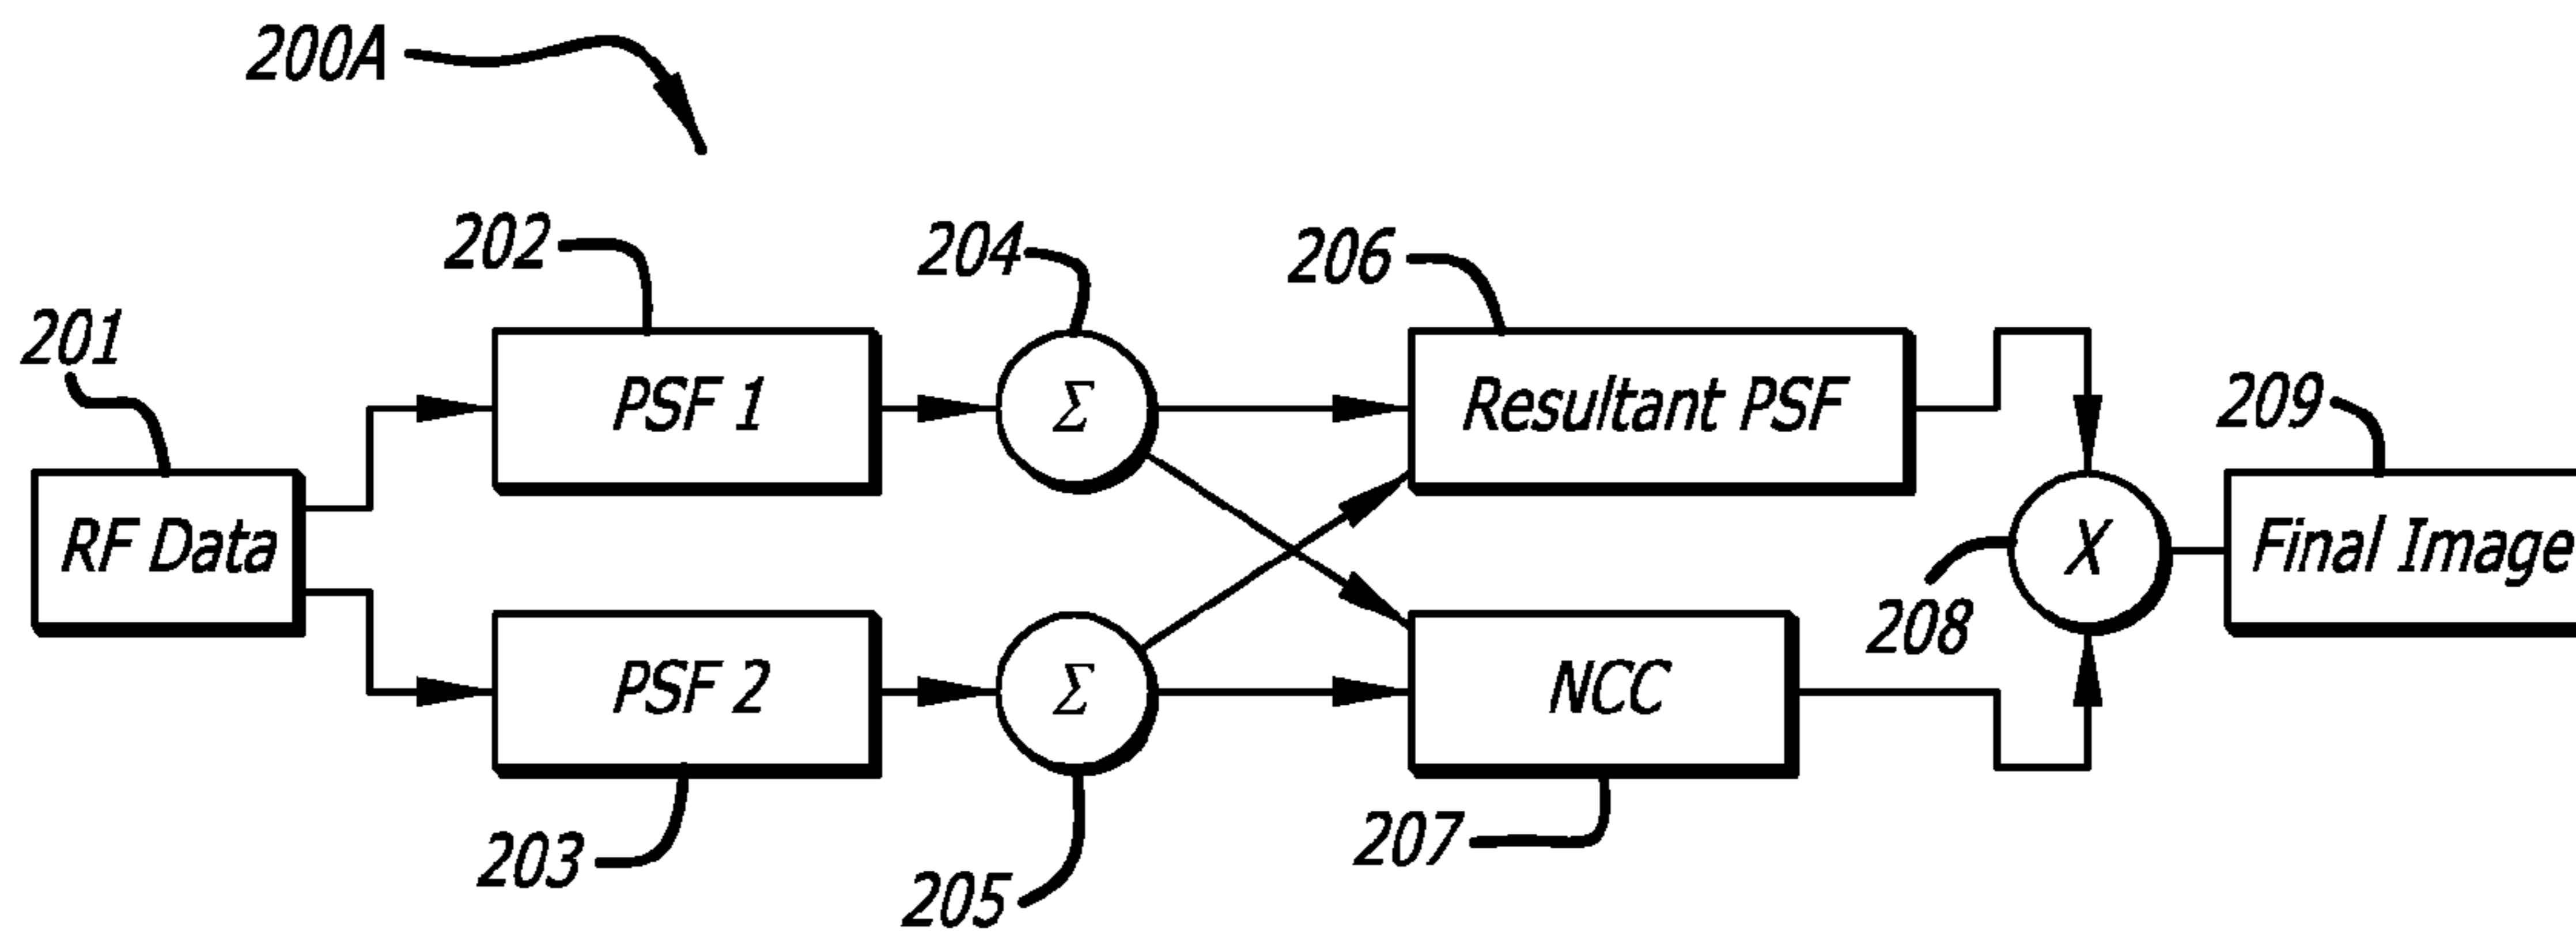 200A
202
204
206
201
209
PSF 1
Σ
Resultant PSF
RF Data
X
Final Image
208
PSF 2
Σ
NCC
203
205
207